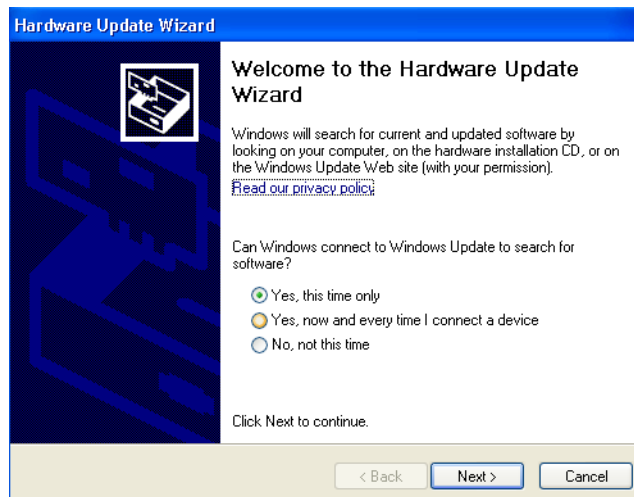 Hardware Update Wizard
Welcome to the Hardware Update
Wizard
Windows will search for current and updated software by
looking on your computer, on the hardware installation CD, or on
the Windows Update Web site (with your permission).
Read our privacy policy
Can Windows connect to Windows Update to search for
software?
Yes, this time only
Yes, now and every time I connect a device
No, not this time
Click Next to continue.
< Back Next > Cancel